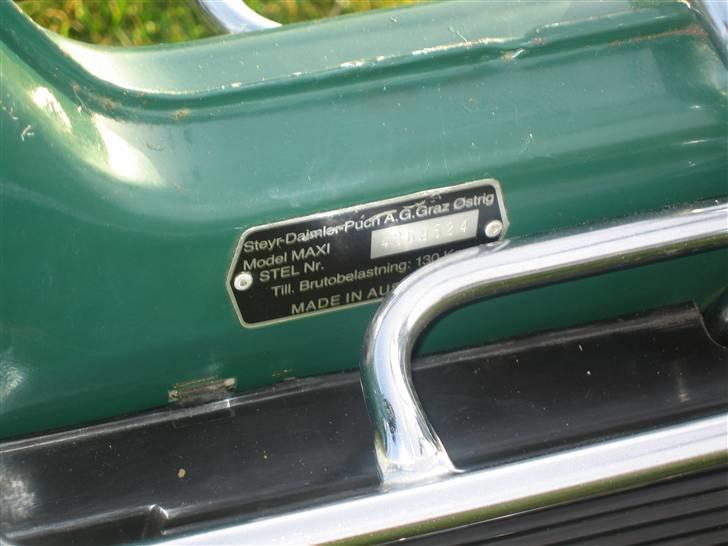 Steyr-Daimler-Puch A.G.Graz Østrig
Model MAXI
STEL Nr.
Till. Brutobelastning: 130
MADE IN